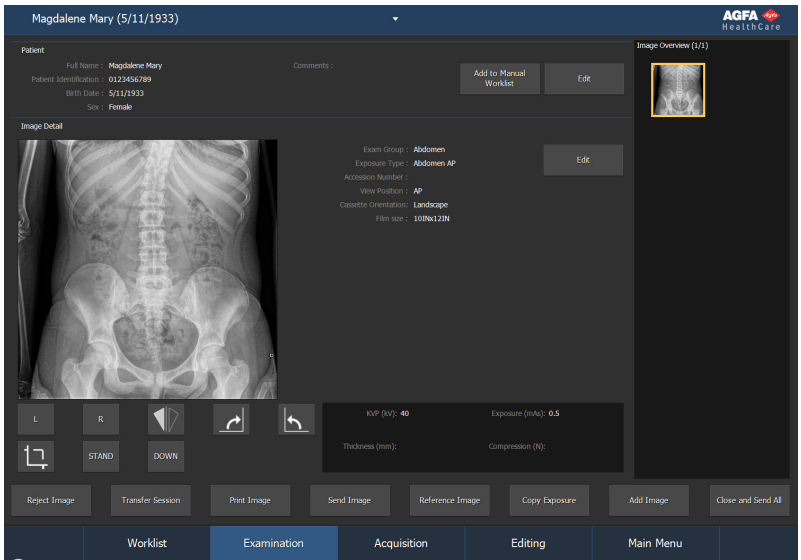 Magdalene Mary (5/11/1933)
AGFA Agfa
HealthCare
Patient
Full Name : Magdalene Mary
Comments :
Patient Identification : 0123456789
Birth Date : 5/11/1933
Sex : Female
Add to Manual
Worklist
Edit
Image Overview (1/1)
Image Detail
Exam Group : Abdomen
Exposure Type : Abdomen AP
Accession Number :
View Position : AP
Cassette Orientation: Landscape
Film size : 10INx12IN
Edit
L
R
STAND
DOWN
KVP (kV): 40
Exposure (mAs): 0.5
Thickness (mm):
Compression (N):
Reject Image
Transfer Session
Print Image
Send Image
Reference Image
Copy Exposure
Add Image
Close and Send All
Worklist
Examination
Acquisition
Editing
Main Menu